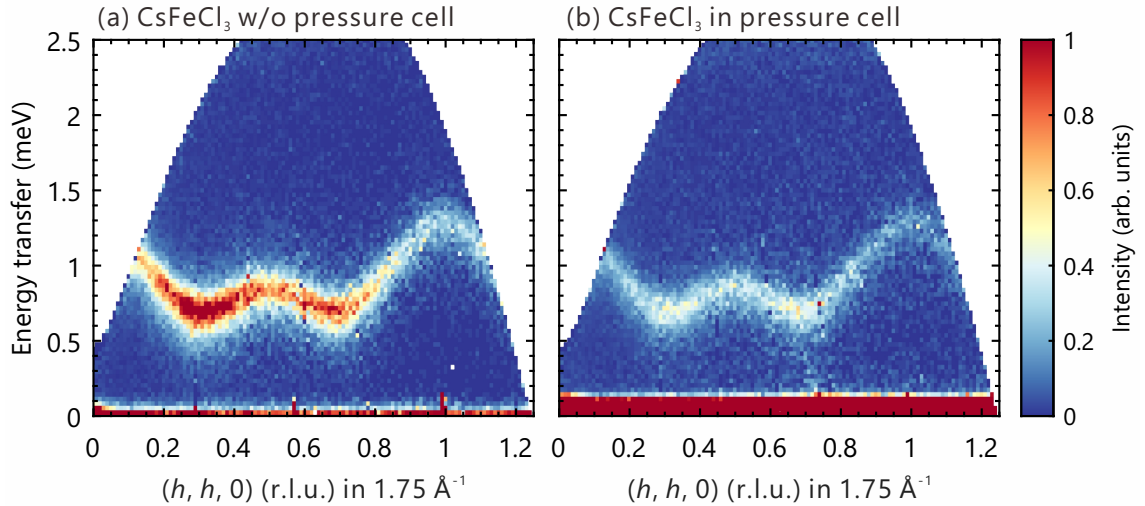 (a) CsFeCl₃ w/o pressure cell
(b) CsFeCl₃ in pressure cell
Energy transfer (meV)
2.5
2
1.5
1
0.5
0
0 0.2 0.4 0.6 0.8 1 1.2
(h, h, 0) (r.l.u.) in 1.75 Å⁻¹
0 0.2 0.4 0.6 0.8 1 1.2
(h, h, 0) (r.l.u.) in 1.75 Å⁻¹
1
0.8
0.6
0.4
0.2
0
Intensity (arb. units)